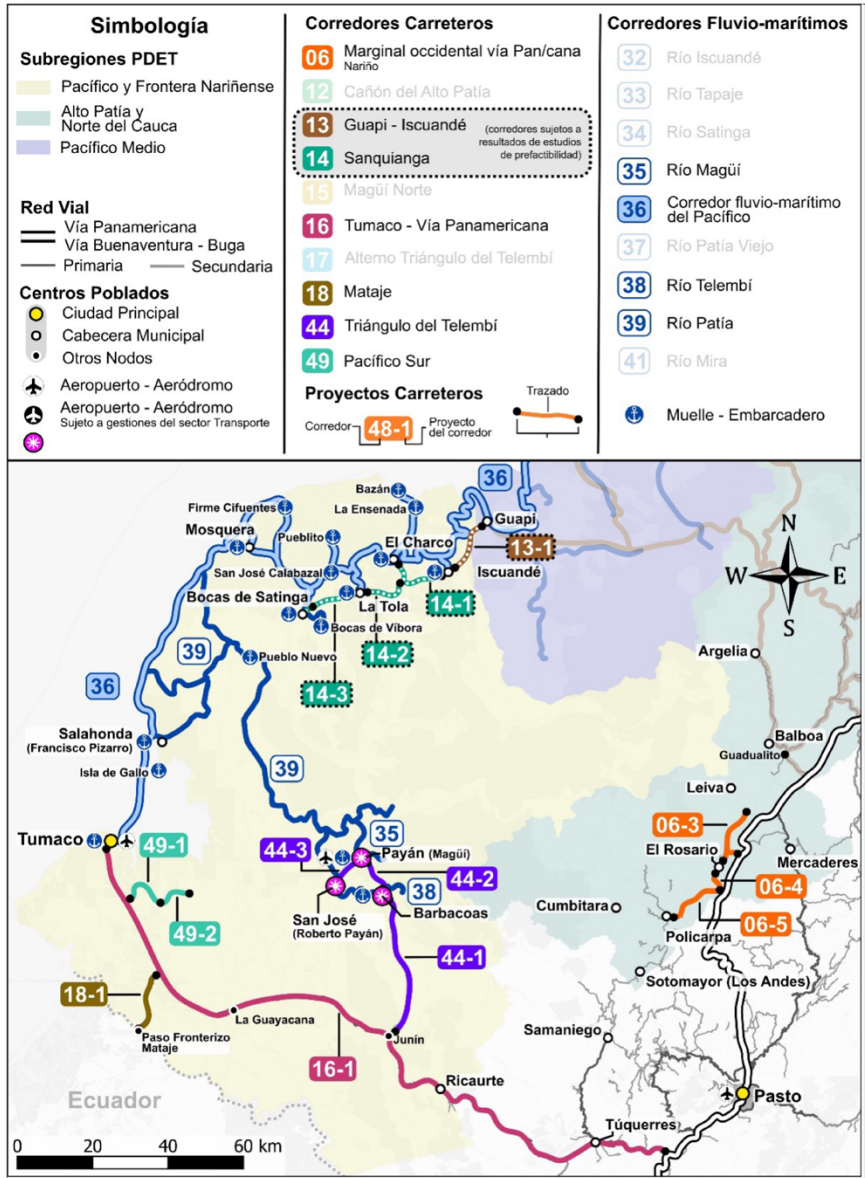 Simbología
Subregiones PDET
Pacífico y Frontera Nariñense
Alto Patía y
Norte del Cauca
Pacífico Medio
Red Vial
Vía Panamericana
Vía Buenaventura - Buga
Primaria
Secundaria
Centros Poblados
Ciudad Principal
Cabecera Municipal
Otros Nodos
Aeropuerto - Aeródromo
Aeropuerto - Aeródromo
Sujeto a gestiones del sector Transporte
Corredores Carreteros
06 Marginal occidental vía Pan/cana
Nariño
12 Cañón del Alto Patía
13 Guapi - Iscuandé
14 Sanquianga
(corredores sujetos a
resultados de estudios
de prefactibilidad)
15 Magüí Norte
16 Tumaco - Vía Panamericana
17 Alterno Triángulo del Telembí
18 Mataje
44 Triángulo del Telembí
49 Pacífico Sur
Proyectos Carreteros
Corredor
48-1
Proyecto
del corredor
Trazado
Corredores Fluvio-marítimos
32 Río Iscuandé
33 Río Tapaje
34 Río Satinga
35 Río Magüí
36 Corredor fluvio-marítimo
del Pacífico
37 Río Patía Viejo
38 Río Telembí
39 Río Patía
41 Río Mira
Muelle - Embarcadero
Bazán
36
Firme Cifuentes
La Ensenada
Guapi
Mosquera
Pueblito
El Charco
13-1
N
San José Calabazal
Iscuandé
W
E
Bocas de Satinga
La Tola
14-1
S
Bocas de Víbora
14-2
39
Pueblo Nuevo
Argelia
36
14-3
Salahonda
(Francisco Pizarro)
Balboa
Guadualito
Isla de Gallo
39
Leiva
06-3
Tumaco
35
49-1
44-3
Payán (Magüí)
El Rosario
Mercaderes
44-2
06-4
38
San José
(Roberto Payán)
Barbacoas
Cumbitara
06-5
49-2
Policarpa
44-1
Sotomayor (Los Andes)
18-1
La Guayacana
Paso Fronterizo
Mataje
Junín
Samaniego
16-1
Ricaurte
Ecuador
Pasto
Túquerres
0 20 40 60 km